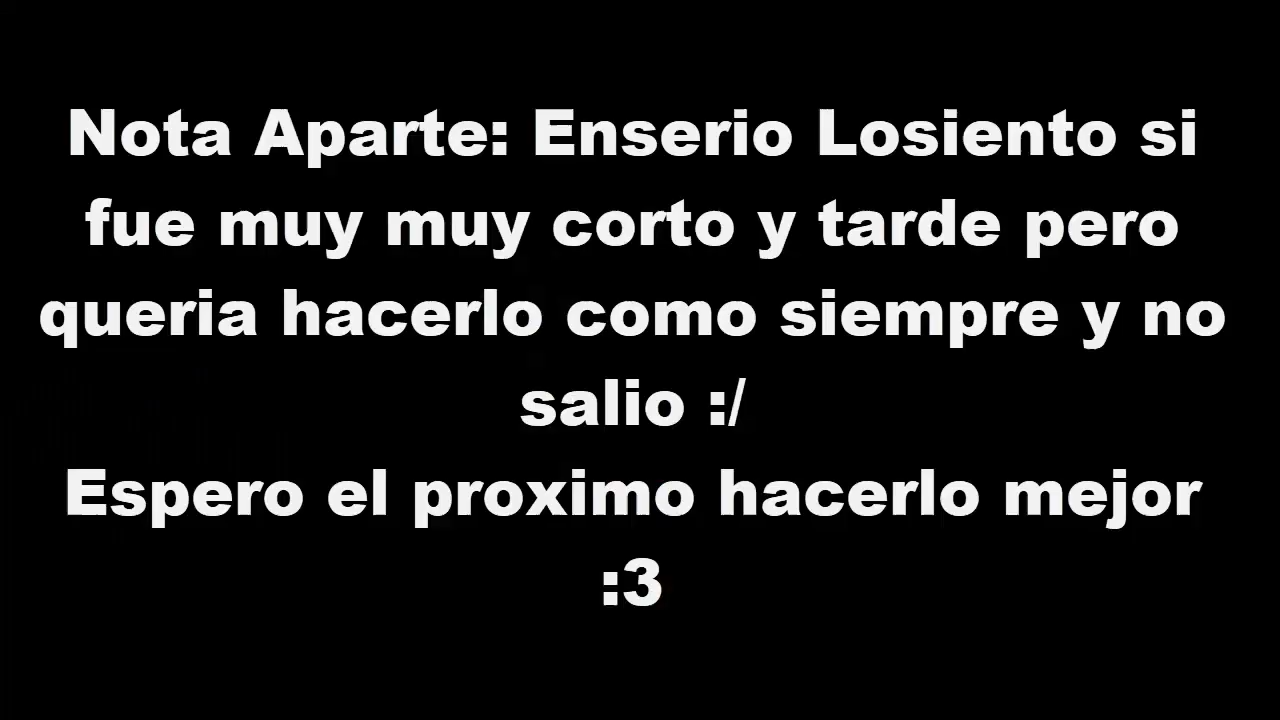 Nota Aparte: Enserio Losiento si
fue muy muy corto y tarde pero
queria hacerlo como siempre y no
salio :/
Espero el proximo hacerlo mejor
:3